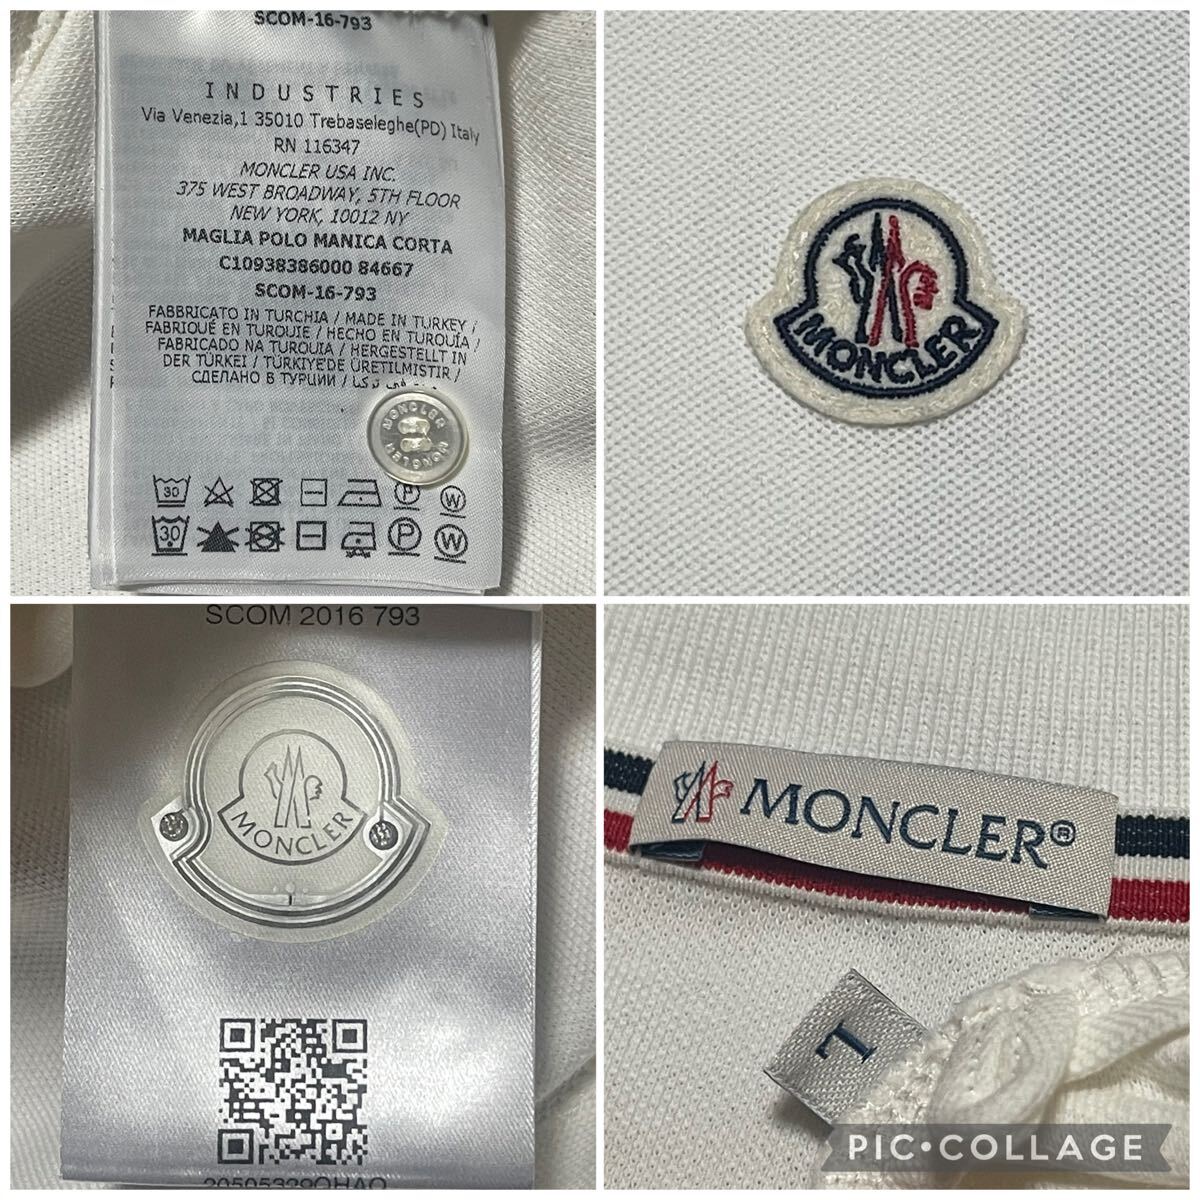 SCOM-16-793
INDUSTRIES
Via Venezia,1 35010 Trebaseleghe(PD) Italy
RN 116347
MONCLER USA INC.
375 WEST BROADWAY, 5TH FLOOR
NEW YORK, 10012 NY
MAGLIA POLO MANICA CORTA
C10938386000 84667
SCOM-16-793
FABBRICATO IN TURCHIA / MADE IN TURKEY /
FABRIQUÉ EN TURQUIE / HECHO EN TURQUÍA /
FABRICADO NA TURQUIA / HERGESTELLT IN
DER TÜRKEI / TÜRKIYEDE ÜRETILMISTIR /
СДЕЛАНО В ТУРЦИИ /
MONCLER
MONCLER
30 P W
30 P W
MONCLER
SCOM 2016 793
MONCLER
MONCLER®
L
PIC•COLLAGE